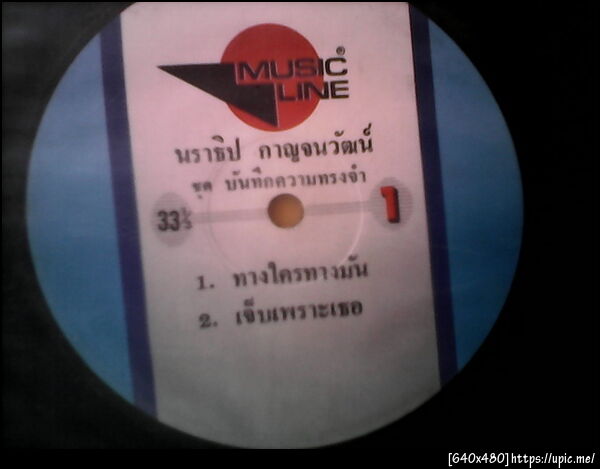 MUSIC®
LINE
นราธิป กาญจนวัฒน์
ชุด บันทึกความทรงจำ
33⅓ 1
1. ทางใครทางมัน
2. เจ็บเพราะเธอ
[640x480]https://upic.me/